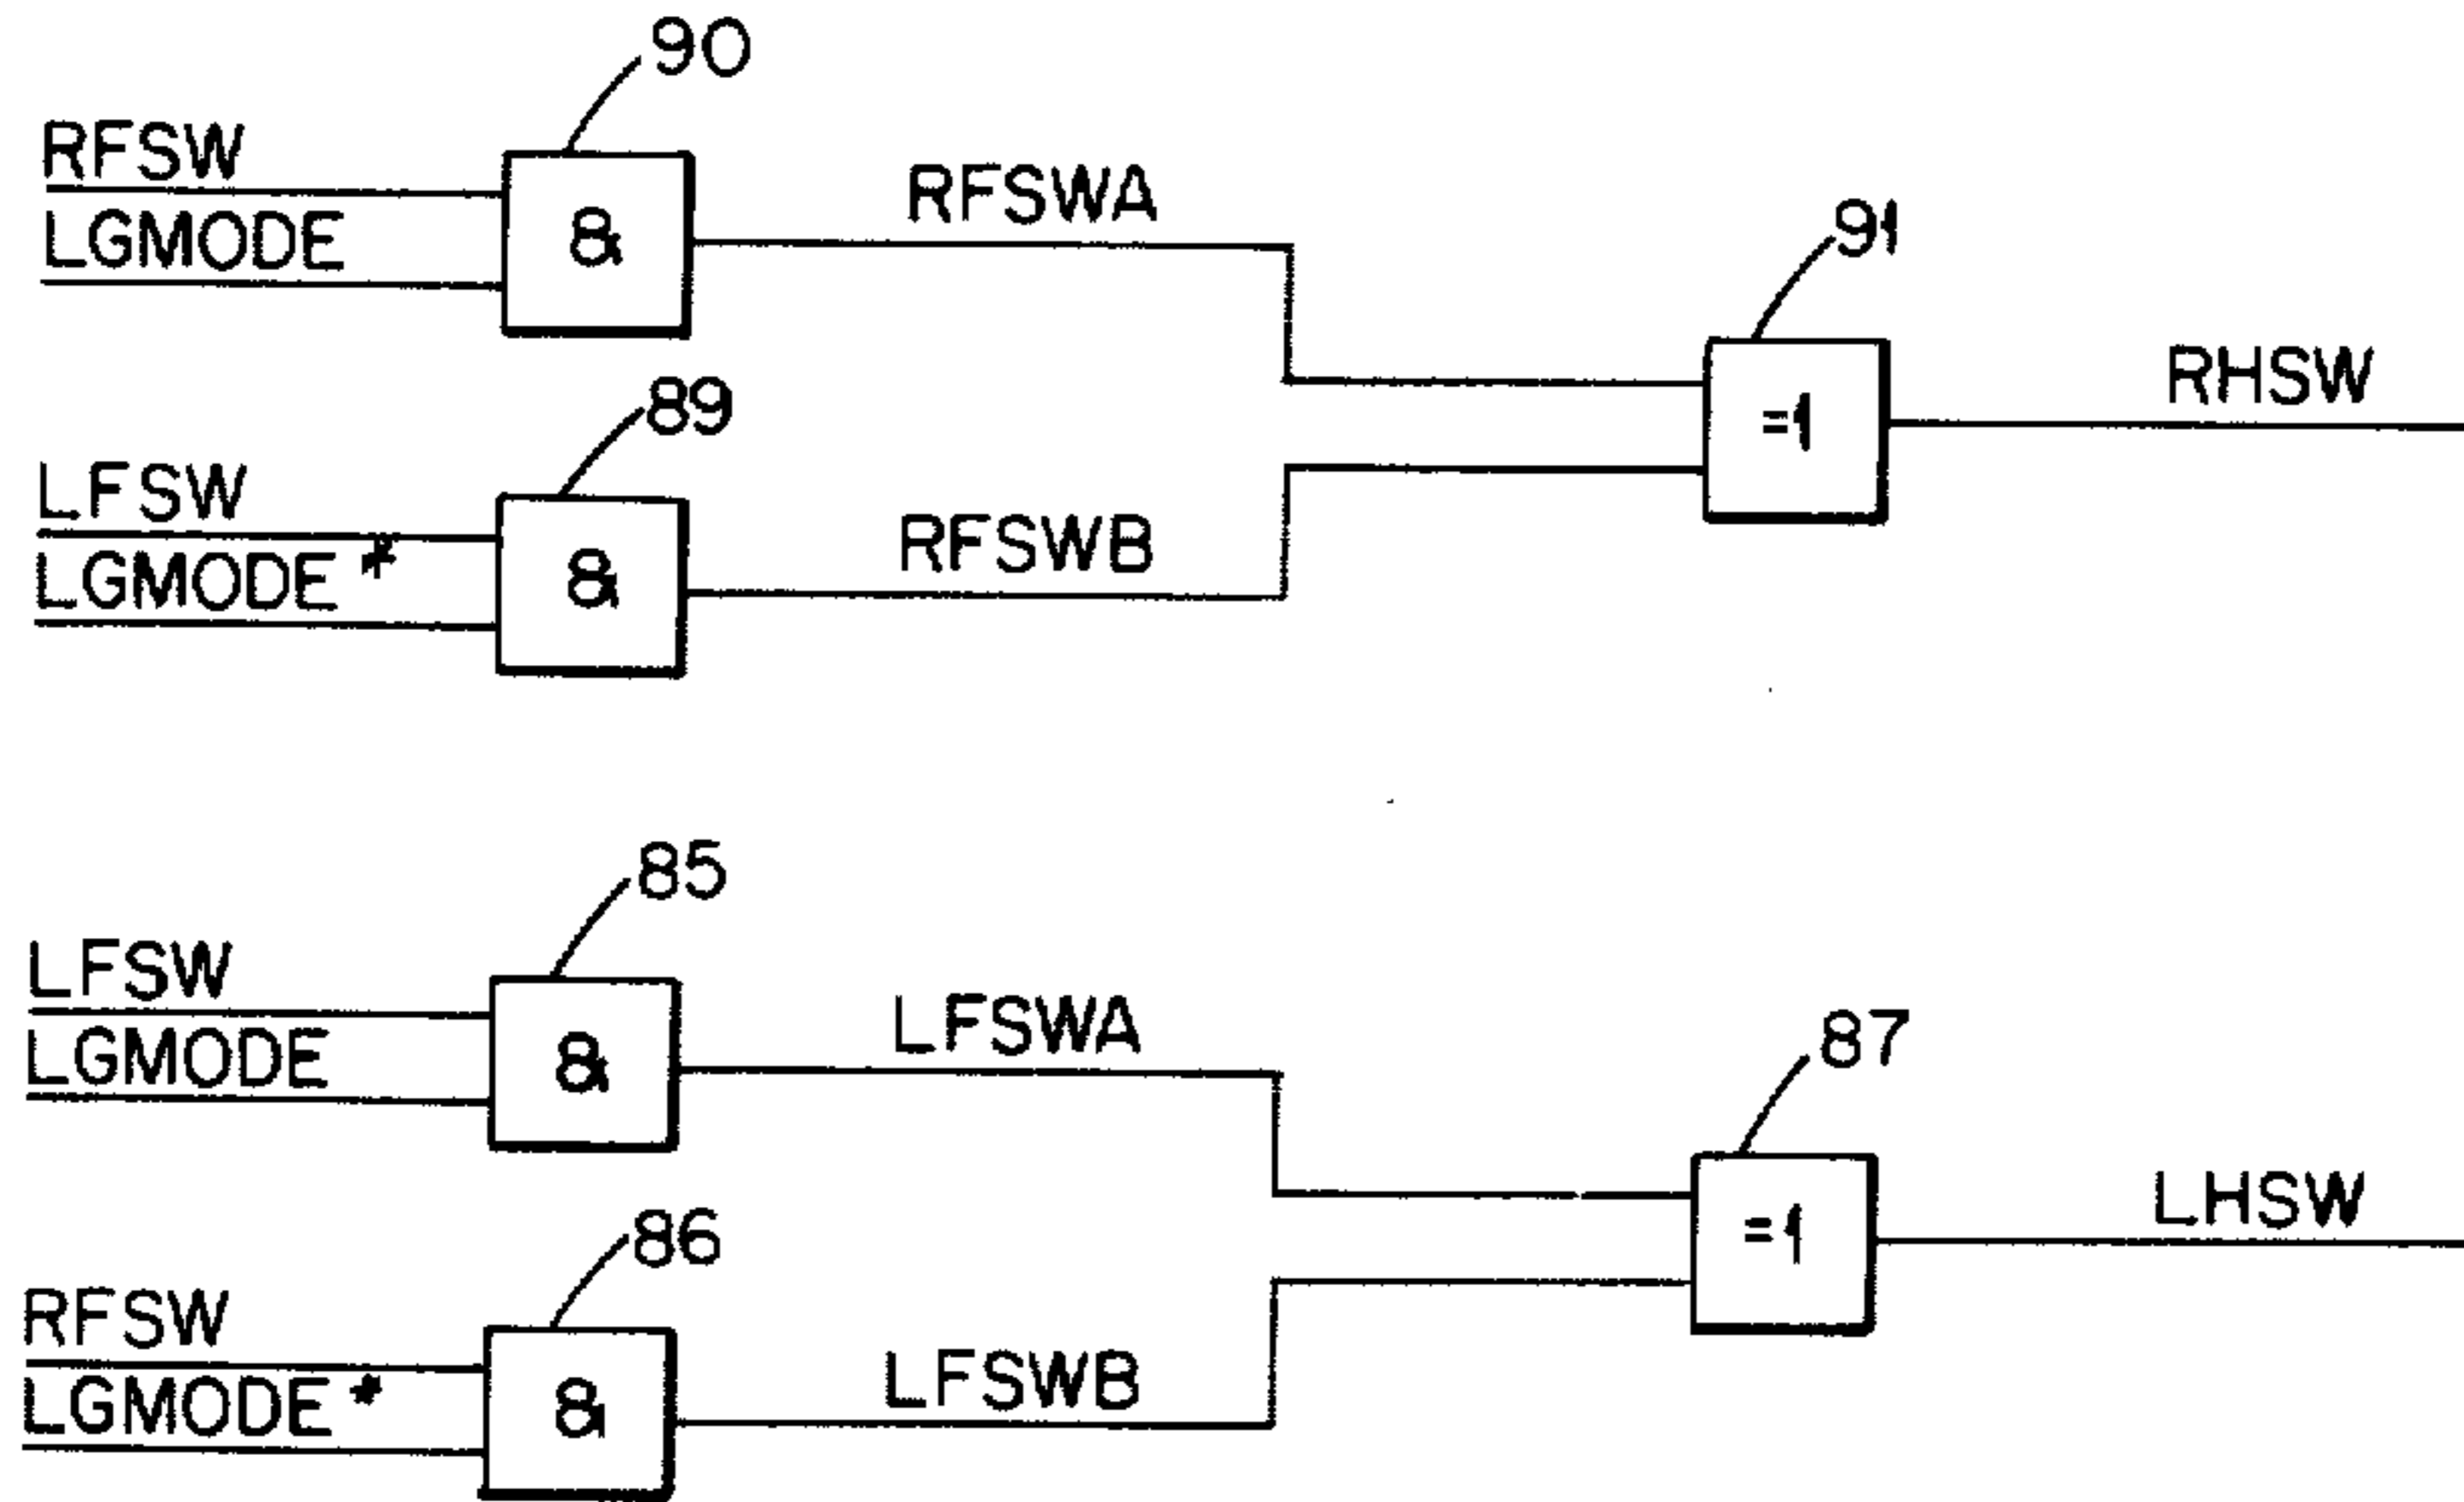 90
RFSW
LGMODE
&
RFSWA
91
=1
RHSW
89
LFSW
LGMODE*
&
RFSWB
85
LFSW
LGMODE
&
LFSWA
87
=1
LHSW
86
RFSW
LGMODE*
&
LFSWB